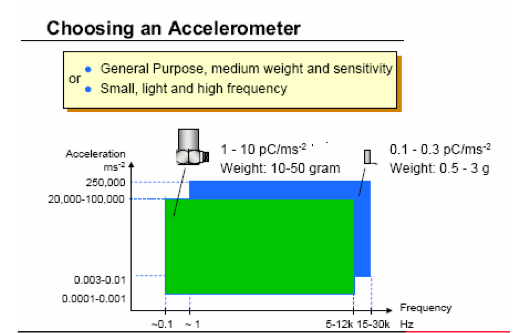 Choosing an Accelerometer
or
● General Purpose, medium weight and sensitivity
● Small, light and high frequency
1 - 10 pC/ms-2
Weight: 10-50 gram
0.1 - 0.3 pC/ms-2
Weight: 0.5 - 3 g
Acceleration
ms-2
250,000
20,000-100,000
0.003-0.01
0.0001-0.001
Frequency
~0.1 ~ 1 5-12k 15-30k Hz